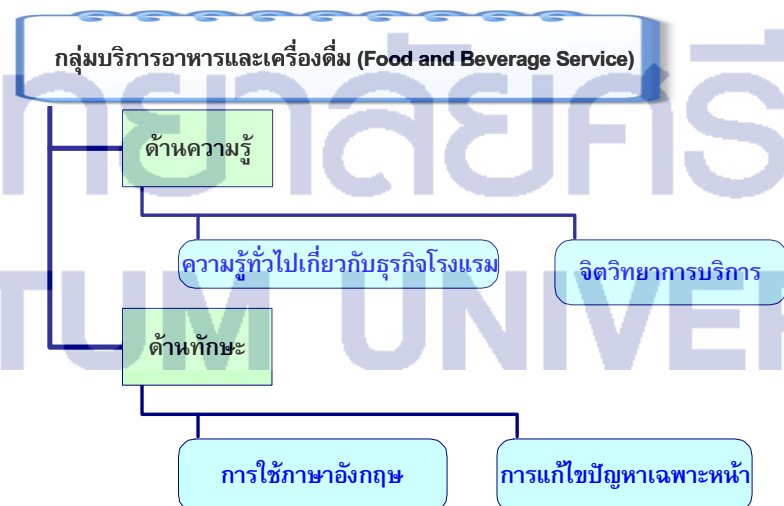 กลุ่มบริการอาหารและเครื่องดื่ม (Food and Beverage Service)
ด้านความรู้
ความรู้ทั่วไปเกี่ยวกับธุรกิจโรงแรม
จิตวิทยาการบริการ
ด้านทักษะ
การใช้ภาษาอังกฤษ
การแก้ไขปัญหาเฉพาะหน้า